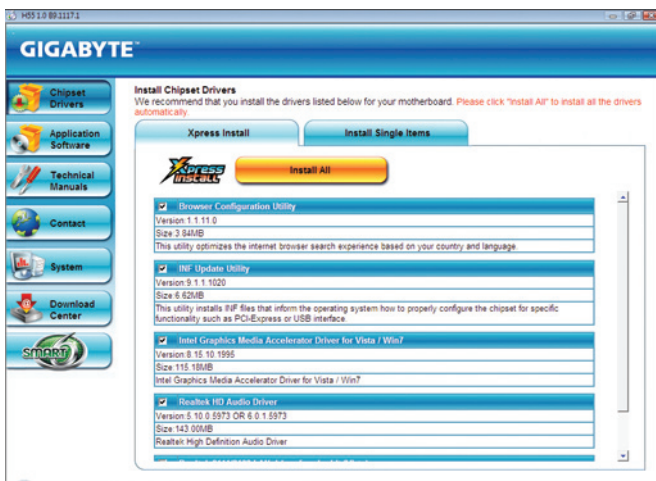 H55 1.0 B9.1117.1
GIGABYTE™
Chipset
Drivers
Application
Software
Technical
Manuals
Contact
System
Download
Center
SMART
Install Chipset Drivers
We recommend that you install the drivers listed below for your motherboard. Please click "Install All" to install all the drivers
automatically.
Xpress Install
Install Single Items
Xpress
INSTALL
Install All
Browser Configuration Utility
Version:1.1.11.0
Size:3.84MB
This utility optimizes the internet browser search experience based on your country and language.
INF Update Utility
Version:9.1.1.1020
Size:6.62MB
This utility installs INF files that inform the operating system how to properly configure the chipset for specific
functionality such as PCI-Express or USB interface.
Intel Graphics Media Accelerator Driver for Vista / Win7
Version:8.15.10.1995
Size:115.18MB
Intel Graphics Media Accelerator Driver for Vista / Win7
Realtek HD Audio Driver
Version:5.10.0.5973 OR 6.0.1.5973
Size:143.00MB
Realtek High Definition Audio Driver